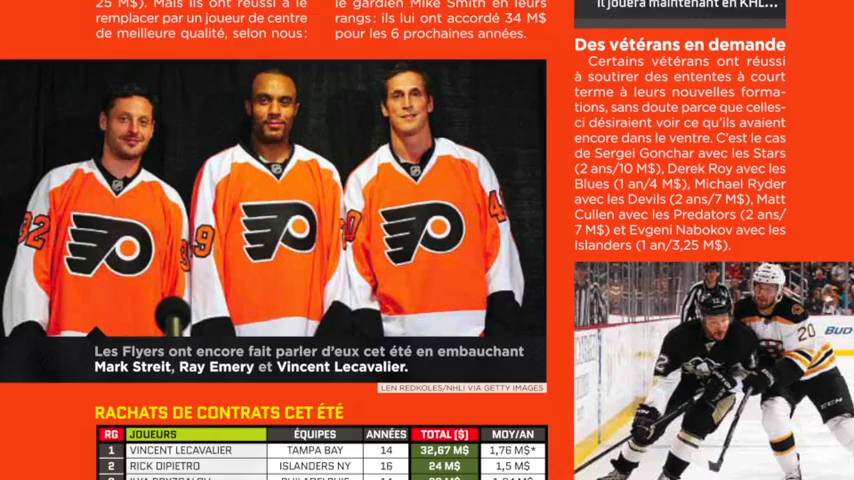 25 M$). Mais ils ont réussi à le
remplacer par un joueur de centre
de meilleure qualité, selon nous:
le gardien Mike Smith en leurs
rangs: ils lui ont accordé 34 M$
pour les 6 prochaines années.
Il jouera maintenant en KHL...
Des vétérans en demande
Certains vétérans ont réussi
à soutirer des ententes à court
terme à leurs nouvelles forma-
tions, sans doute parce que celles-
ci désiraient voir ce qu'ils avaient
encore dans le ventre. C'est le cas
de Sergei Gonchar avec les Stars
(2 ans/10 M$), Derek Roy avec les
Blues (1 an/4 M$), Michael Ryder
avec les Devils (2 ans/7 M$), Matt
Cullen avec les Predators (2 ans/
7 M$) et Evgeni Nabokov avec les
Islanders (1 an/3,25 M$).
Les Flyers ont encore fait parler d'eux cet été en embauchant
Mark Streit, Ray Emery et Vincent Lecavalier.
LEN REDKOLES/NHLI VIA GETTY IMAGES
RACHATS DE CONTRATS CET ÉTÉ
RG JOUEURS ÉQUIPES ANNÉES TOTAL ($) MOY/AN
1 VINCENT LECAVALIER TAMPA BAY 14 32,67 M$ 1,76 M$*
2 RICK DIPIETRO ISLANDERS NY 16 24 M$ 1,5 M$
20
CCM